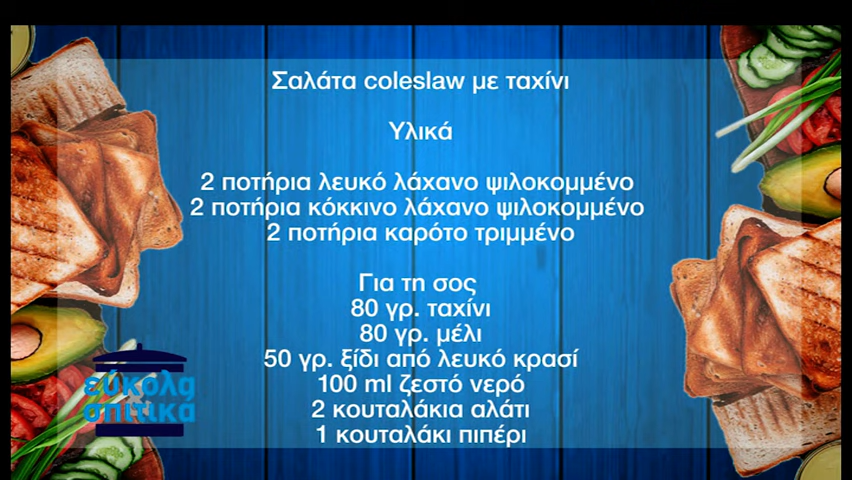 Σαλάτα coleslaw με ταχίνι
Υλικά
2 ποτήρια λευκό λάχανο ψιλοκομμένο
2 ποτήρια κόκκινο λάχανο ψιλοκομμένο
2 ποτήρια καρότο τριμμένο
Για τη σος
80 γρ. ταχίνι
80 γρ. μέλι
50 γρ. ξίδι από λευκό κρασί
100 ml ζεστό νερό
2 κουταλάκια αλάτι
1 κουταλάκι πιπέρι
εύκολα
σπιτικά